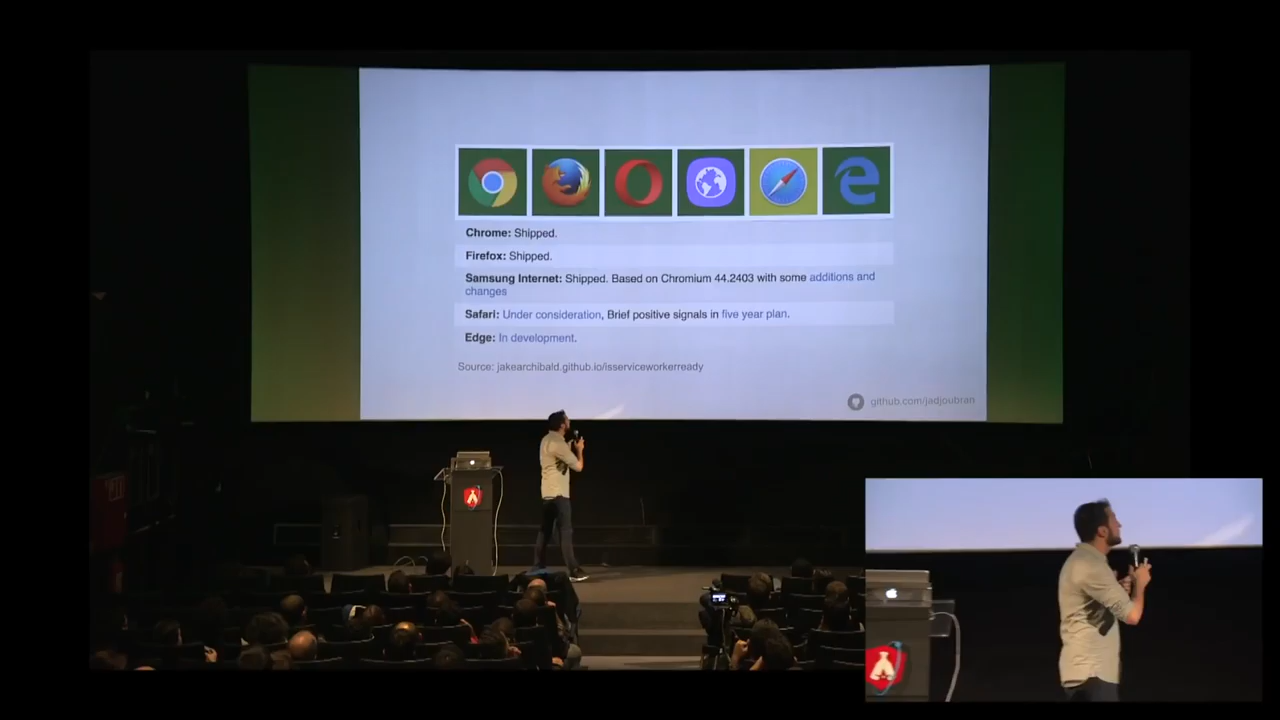 Chrome: Shipped.
Firefox: Shipped.
Samsung Internet: Shipped. Based on Chromium 44.2403 with some additions and
changes
Safari: Under consideration, Brief positive signals in five year plan.
Edge: In development.
Source: jakearchibald.github.io/isserviceworkerready
github.com/jadjoubran